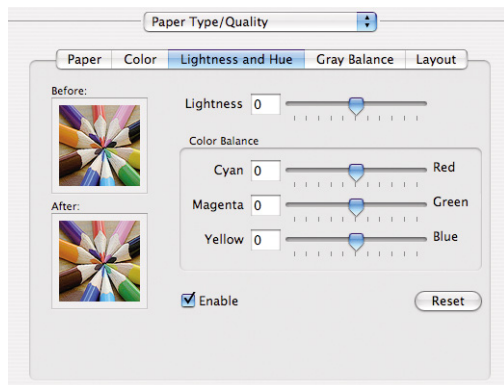 Paper Type/Quality
Paper Color Lightness and Hue Gray Balance Layout
Before:
Lightness 0
Color Balance
Cyan 0 Red
After:
Magenta 0 Green
Yellow 0 Blue
Enable Reset